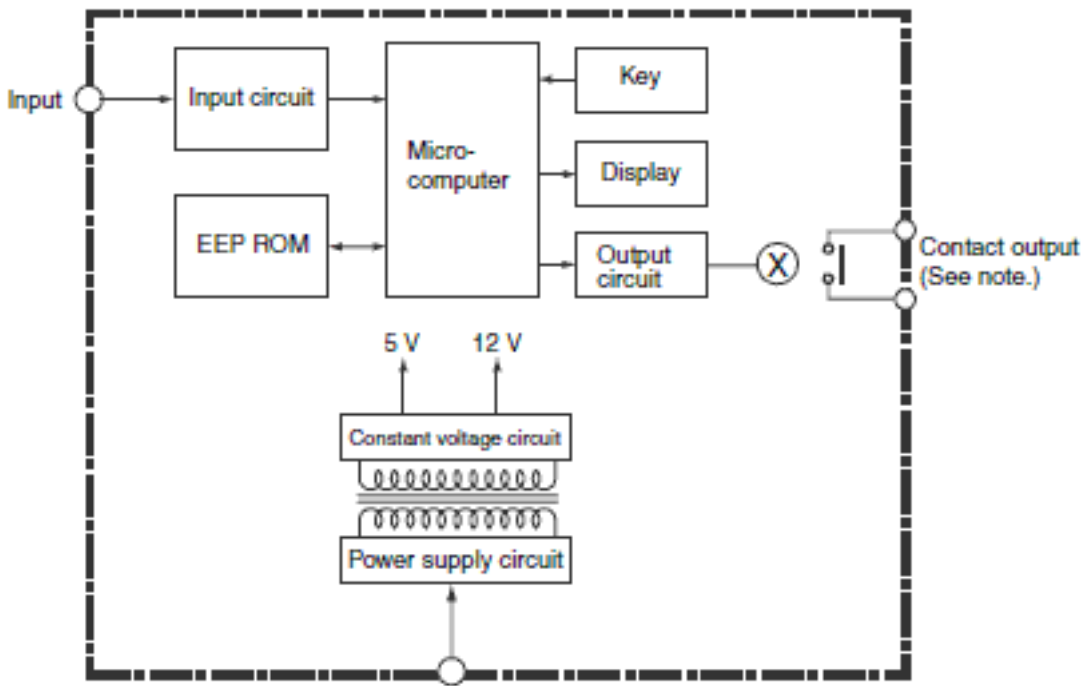 Input
Input circuit
Key
Micro-
computer
Display
EEP ROM
Output
circuit
X
Contact output
(See note.)
5 V
12 V
Constant voltage circuit
Power supply circuit